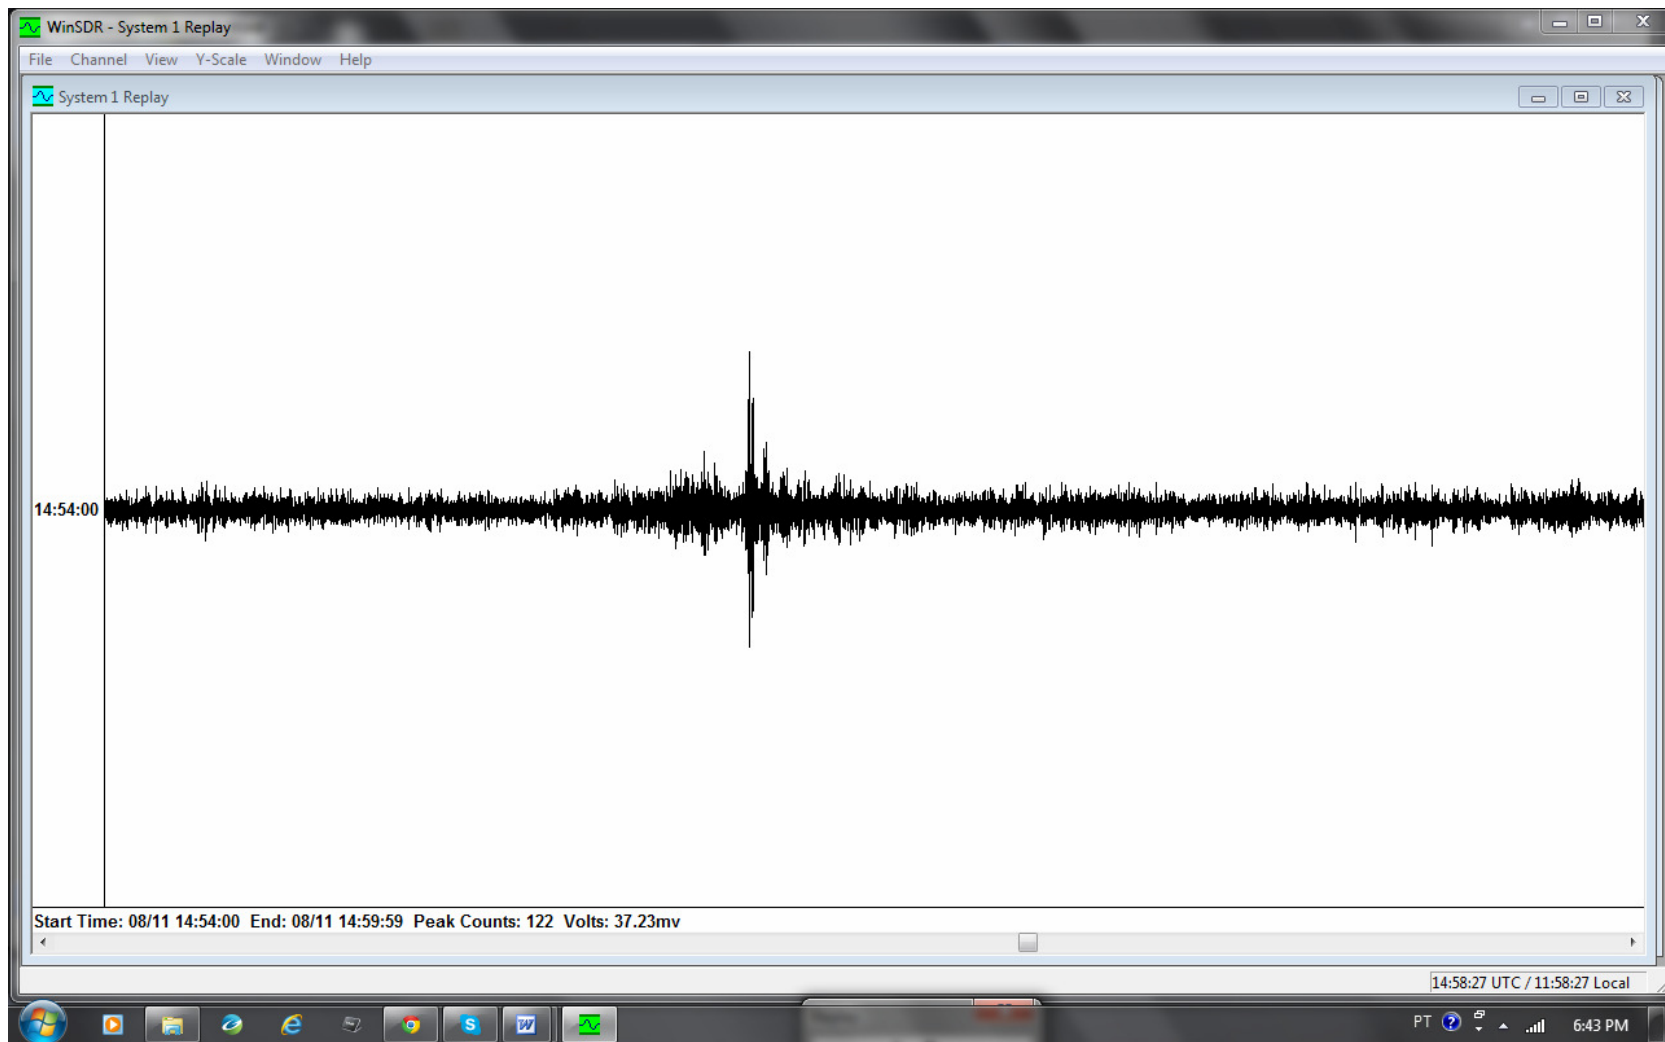 WinSDR - System 1 Replay
File Channel View Y-Scale Window Help
System 1 Replay
14:54:00
Start Time: 08/11 14:54:00 End: 08/11 14:59:59 Peak Counts: 122 Volts: 37.23mv
14:58:27 UTC / 11:58:27 Local
PT
6:43 PM